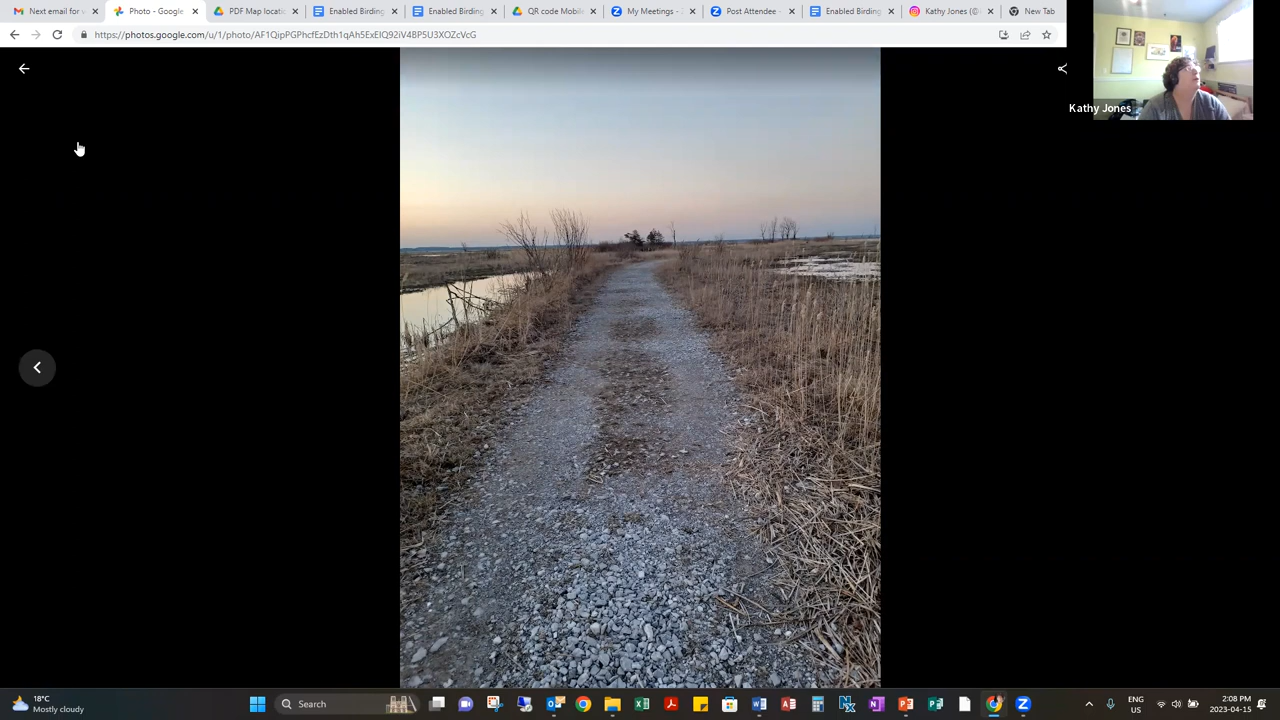 Next email for v
Photo - Google
PDF Map locatio
Enabled Birding
Enabled Birding
QR code Mobile
My Meetings - Z
Post Attendee -
Enabled Birding
Kathy Jones (@i
New Tab
https://photos.google.com/u/1/photo/AF1QipPGPhcfEzDth1qAh5ExEIQ92iV4BP5U3XOZcVcG
Kathy Jones
18°C
Mostly cloudy
Search
ENG
US
2:08 PM
2023-04-15